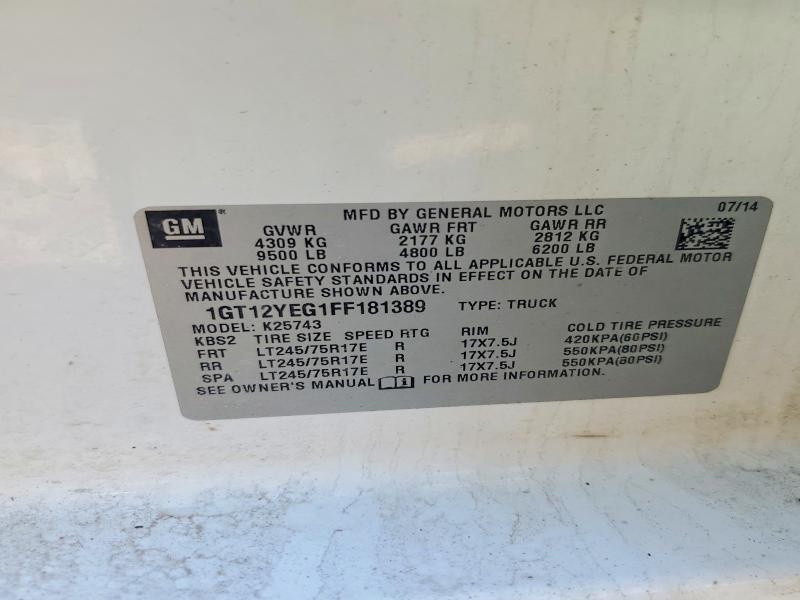 MFD BY GENERAL MOTORS LLC 07/14
GM ®
GVWR GAWR FRT GAWR RR
4309 KG 2177 KG 2812 KG
9500 LB 4800 LB 6200 LB
THIS VEHICLE CONFORMS TO ALL APPLICABLE U.S. FEDERAL MOTOR
VEHICLE SAFETY STANDARDS IN EFFECT ON THE DATE OF
MANUFACTURE SHOWN ABOVE.
1GT12YEG1FF181389 TYPE: TRUCK
MODEL: K25743
KBS2 TIRE SIZE SPEED RTG RIM COLD TIRE PRESSURE
FRT LT245/75R17E R 17X7.5J 420KPA(60PSI)
RR LT245/75R17E R 17X7.5J 550KPA(80PSI)
SPA LT245/75R17E R 17X7.5J 550KPA(80PSI)
SEE OWNER'S MANUAL FOR MORE INFORMATION.